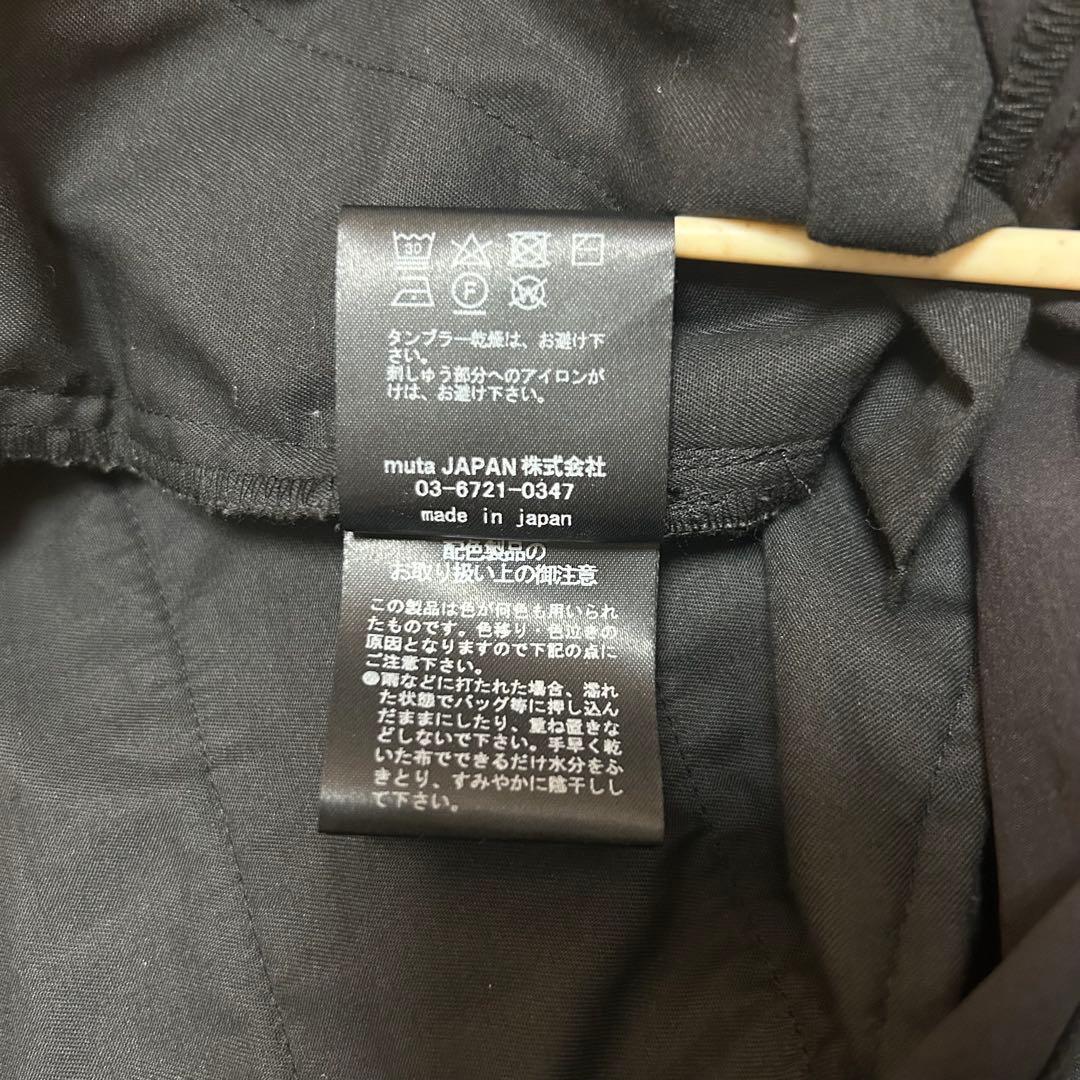 30
F
W
タンブラー乾燥は、お避け下
さい。
刺しゅう部分へのアイロンが
けは、お避け下さい。
muta JAPAN 株式会社
03-6721-0347
made in japan
配色製品の
お取り扱い上の御注意
この製品は色が何色も用いられ
たものです。色移り 色泣きの
原因となりますので下記の点に
ご注意下さい。
●雨などに打たれた場合、濡れ
た状態でバッグ等に押し込ん
だままにしたり、重ね置きな
どしないで下さい。手早く乾
いた布でできるだけ水分をふ
きとり、すみやかに陰干しし
て下さい。